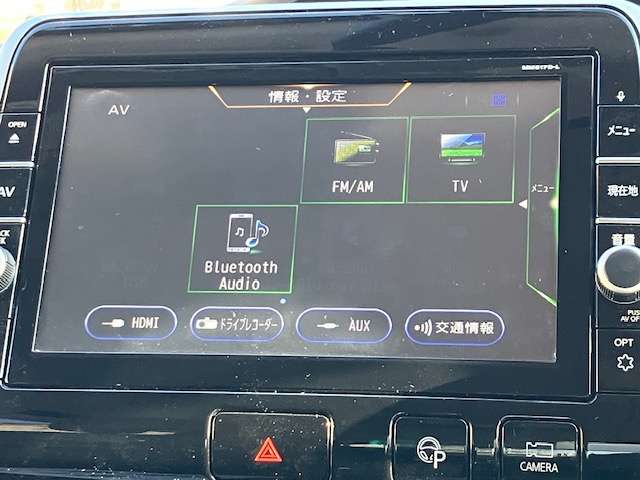 OPEN
AV
情報・設定
AV
FM/AM
TV
メニュー
メニュー
現在地
音量
Bluetooth
Audio
HDMI
ドライブレコーダー
AUX
交通情報
PUS
AV OF
OPT
P
CAMERA